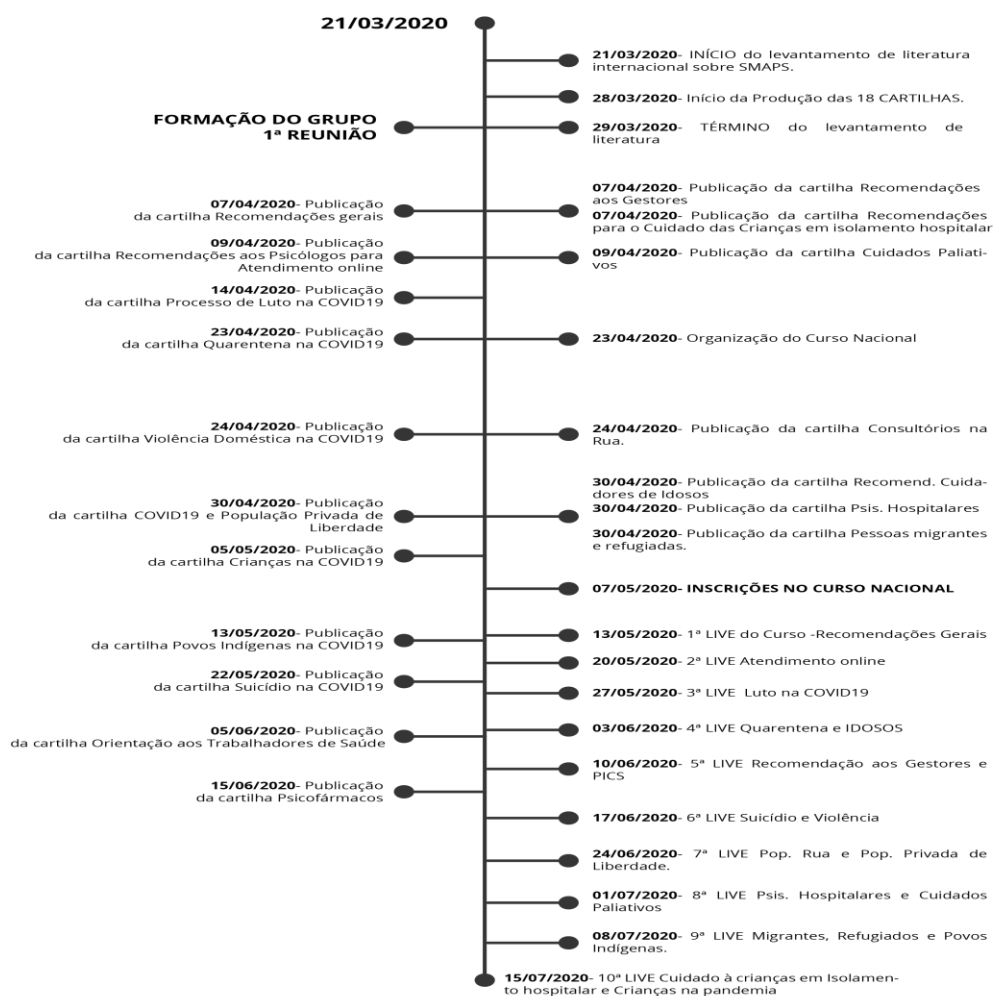 21/03/2020
21/03/2020- INÍCIO do levantamento de literatura
internacional sobre SMAPS.
28/03/2020- Início da Produção das 18 CARTILHAS.
FORMAÇÃO DO GRUPO
1ª REUNIÃO
29/03/2020- TÉRMINO do levantamento de
literatura
07/04/2020- Publicação
da cartilha Recomendações gerais
07/04/2020- Publicação da cartilha Recomendações
aos Gestores
07/04/2020- Publicação da cartilha Recomendações
para o Cuidado das Crianças em isolamento hospitalar
09/04/2020- Publicação
da cartilha Recomendações aos Psicólogos para
Atendimento online
09/04/2020- Publicação da cartilha Cuidados Paliati-
vos
14/04/2020- Publicação
da cartilha Processo de Luto na COVID19
23/04/2020- Publicação
da cartilha Quarentena na COVID19
23/04/2020- Organização do Curso Nacional
24/04/2020- Publicação
da cartilha Violência Doméstica na COVID19
24/04/2020- Publicação da cartilha Consultórios na
Rua.
30/04/2020- Publicação
da cartilha COVID19 e População Privada de
Liberdade
30/04/2020- Publicação da cartilha Recomend. Cuida-
dores de Idosos
30/04/2020- Publicação da cartilha Psis. Hospitalares
30/04/2020- Publicação da cartilha Pessoas migrantes
e refugiadas.
05/05/2020- Publicação
da cartilha Crianças na COVID19
07/05/2020- INSCRIÇÕES NO CURSO NACIONAL
13/05/2020- Publicação
da cartilha Povos Indígenas na COVID19
13/05/2020- 1ª LIVE do Curso -Recomendações Gerais
20/05/2020- 2ª LIVE Atendimento online
22/05/2020- Publicação
da cartilha Suicídio na COVID19
27/05/2020- 3ª LIVE Luto na COVID19
03/06/2020- 4ª LIVE Quarentena e IDOSOS
05/06/2020- Publicação
da cartilha Orientação aos Trabalhadores de Saúde
10/06/2020- 5ª LIVE Recomendação aos Gestores e
PICS
15/06/2020- Publicação
da cartilha Psicofármacos
17/06/2020- 6ª LIVE Suicídio e Violência
24/06/2020- 7ª LIVE Pop. Rua e Pop. Privada de
Liberdade.
01/07/2020- 8ª LIVE Psis. Hospitalares e Cuidados
Paliativos
08/07/2020- 9ª LIVE Migrantes, Refugiados e Povos
Indígenas.
15/07/2020- 10ª LIVE Cuidado à crianças em Isolamen-
to hospitalar e Crianças na pandemia